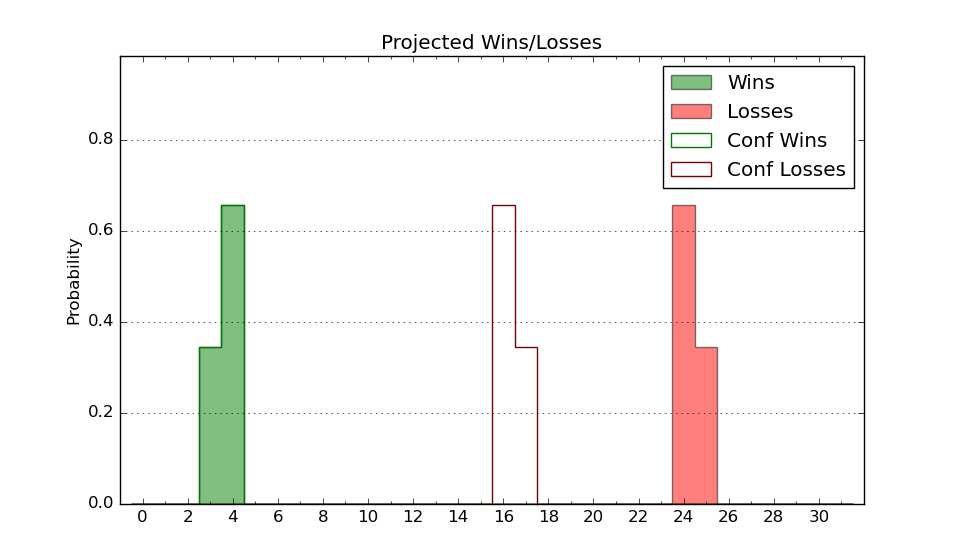 Projected Wins/Losses
Wins
Losses
Conf Wins
Conf Losses
Probability
0.8
0.6
0.4
0.2
0.0
0 2 4 6 8 10 12 14 16 18 20 22 24 26 28 30